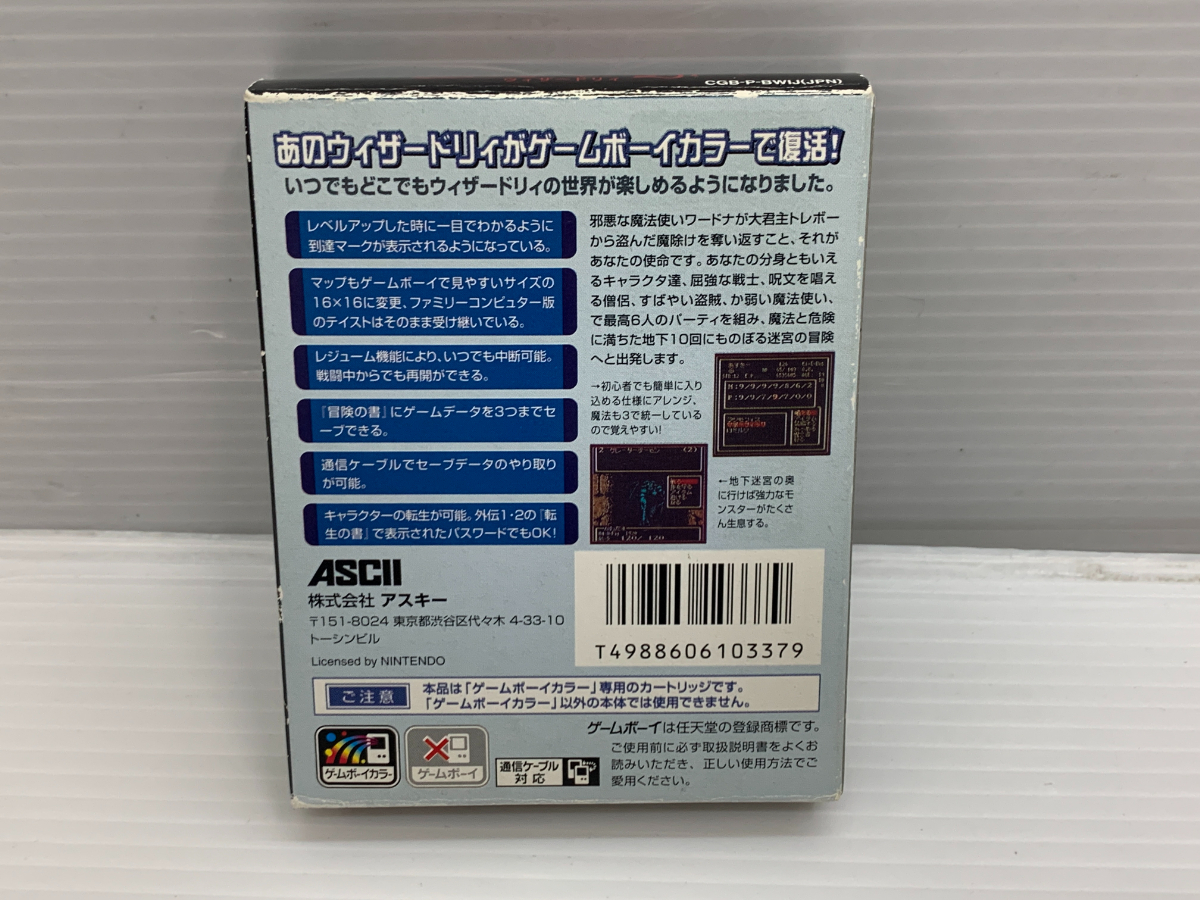 ウィザードリィ
CGB-P-BWIJ(JPN)
あのウィザードリィがゲームボーイカラーで復活!
いつでもどこでもウィザードリィの世界が楽しめるようになりました。
レベルアップした時に一目でわかるように
到達マークが表示されるようになっている。
マップもゲームボーイで見やすいサイズの
16×16に変更、ファミリーコンピュター版
のテイストはそのまま受け継いでいる。
レジューム機能により、いつでも中断可能。
戦闘中からでも再開ができる。
『冒険の書』にゲームデータを3つまでセ
ーブできる。
通信ケーブルでセーブデータのやり取り
が可能。
キャラクターの転生が可能。外伝1・2の『転
生の書』で表示されたパスワードでもOK!
邪悪な魔法使いワードナが大君主トレボー
から盗んだ魔除けを奪い返すこと、それが
あなたの使命です。あなたの分身ともいえ
るキャラクタ達、屈強な戦士、呪文を唱え
る僧侶、すばやい盗賊、か弱い魔法使い、
で最高6人のパーティを組み、魔法と危険
に満ちた地下10回にものぼる迷宮の冒険
へと出発します。
→初心者でも簡単に入り
込める仕様にアレンジ、
魔法も3で統一している
ので覚えやすい!
M:9/9/9/9/8/6/2
P:9/9/7/9/7/0/0
(2)
←地下迷宮の奥
に行けば強力なモ
ンスターがたくさ
ん生息する。
ASCII
株式会社 アスキー
〒151-8024 東京都渋谷区代々木 4-33-10
トーシンビル
Licensed by NINTENDO
T4988606103379
ご注意
本品は「ゲームボーイカラー」専用のカートリッジです。
「ゲームボーイカラー」以外の本体では使用できません。
ゲームボーイカラー
ゲームボーイ
通信ケーブル
対応
ゲームボーイは任天堂の登録商標です。
ご使用前に必ず取扱説明書をよくお
読みいただき、正しい使用方法でご
愛用ください。